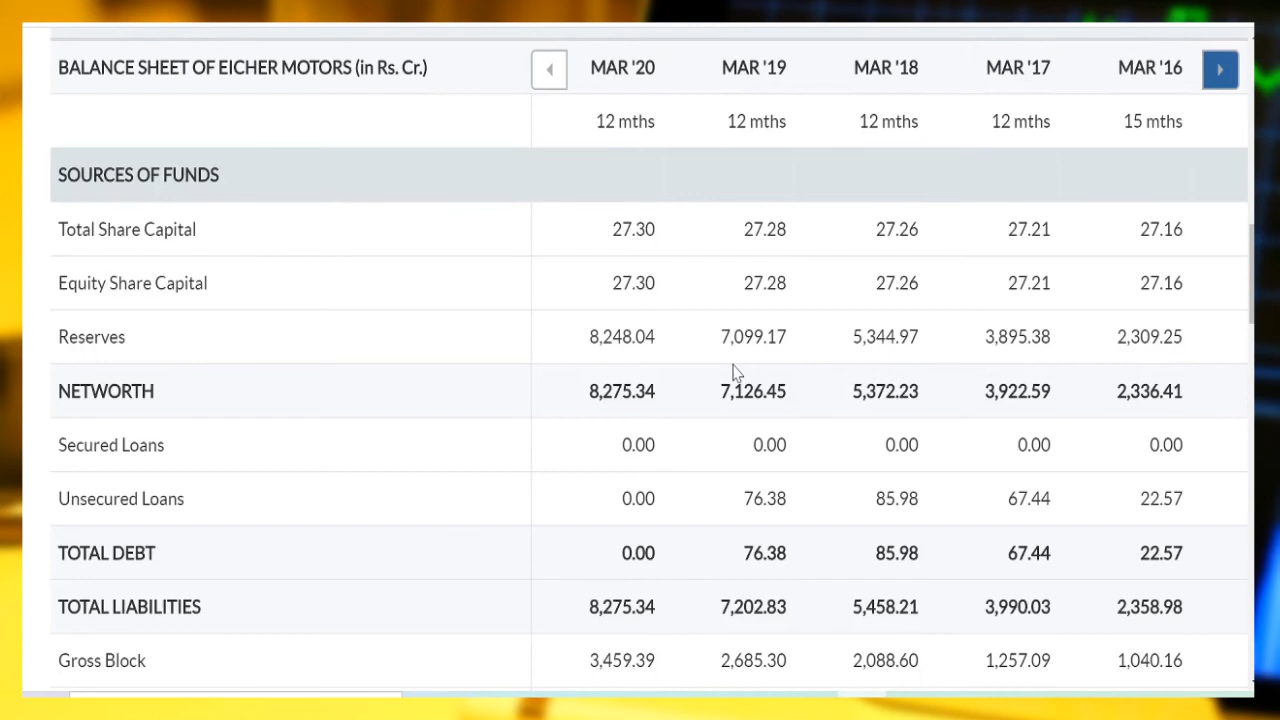 BALANCE SHEET OF EICHER MOTORS (in Rs. Cr.) MAR '20 MAR '19 MAR '18 MAR '17 MAR '16
12 mths 12 mths 12 mths 12 mths 15 mths
SOURCES OF FUNDS
Total Share Capital 27.30 27.28 27.26 27.21 27.16
Equity Share Capital 27.30 27.28 27.26 27.21 27.16
Reserves 8,248.04 7,099.17 5,344.97 3,895.38 2,309.25
NETWORTH 8,275.34 7,126.45 5,372.23 3,922.59 2,336.41
Secured Loans 0.00 0.00 0.00 0.00 0.00
Unsecured Loans 0.00 76.38 85.98 67.44 22.57
TOTAL DEBT 0.00 76.38 85.98 67.44 22.57
TOTAL LIABILITIES 8,275.34 7,202.83 5,458.21 3,990.03 2,358.98
Gross Block 3,459.39 2,685.30 2,088.60 1,257.09 1,040.16